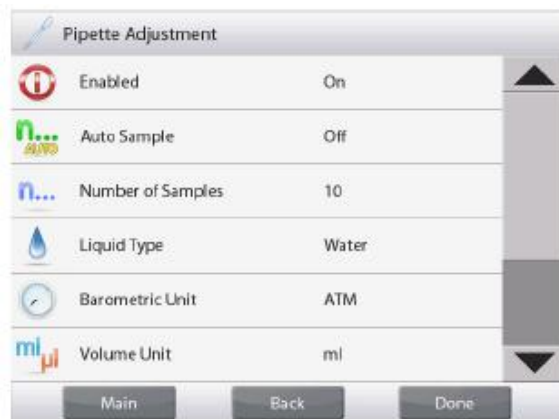 Pipette Adjustment
Enabled On
n... AUTO Auto Sample Off
n... Number of Samples 10
Liquid Type Water
Barometric Unit ATM
ml µl Volume Unit ml
Main Back Done